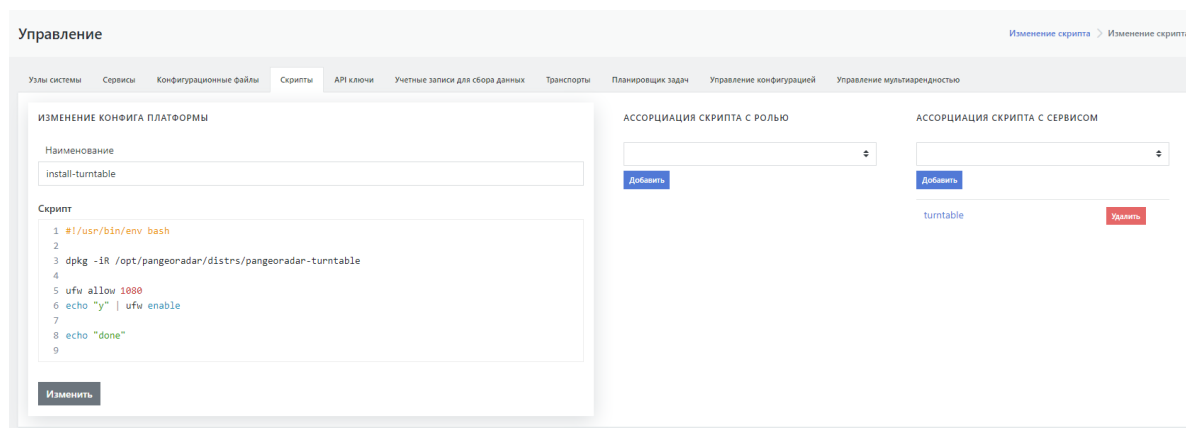 Управление
Изменение скрипта > Изменение скрипта
Узлы системы Сервисы Конфигурационные файлы Скрипты API ключи Учетные записи для сбора данных Транспорты Планировщик задач Управление конфигурацией Управление мультиарендностью
ИЗМЕНЕНИЕ КОНФИГА ПЛАТФОРМЫ
Наименование
install-turntable
Скрипт
1 #!/usr/bin/env bash
2
3 dpkg -iR /opt/pangeoradar/distrs/pangeoradar-turntable
4
5 ufw allow 1080
6 echo "y" | ufw enable
7
8 echo "done"
9
Изменить
АССОРЦИАЦИЯ СКРИПТА С РОЛЬЮ
Добавить
АССОРЦИАЦИЯ СКРИПТА С СЕРВИСОМ
Добавить
turntable Удалить